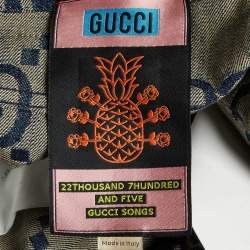 GUCCI
22THOUSAND 7HUNDRED
AND FIVE
GUCCI SONGS
Made in Italy